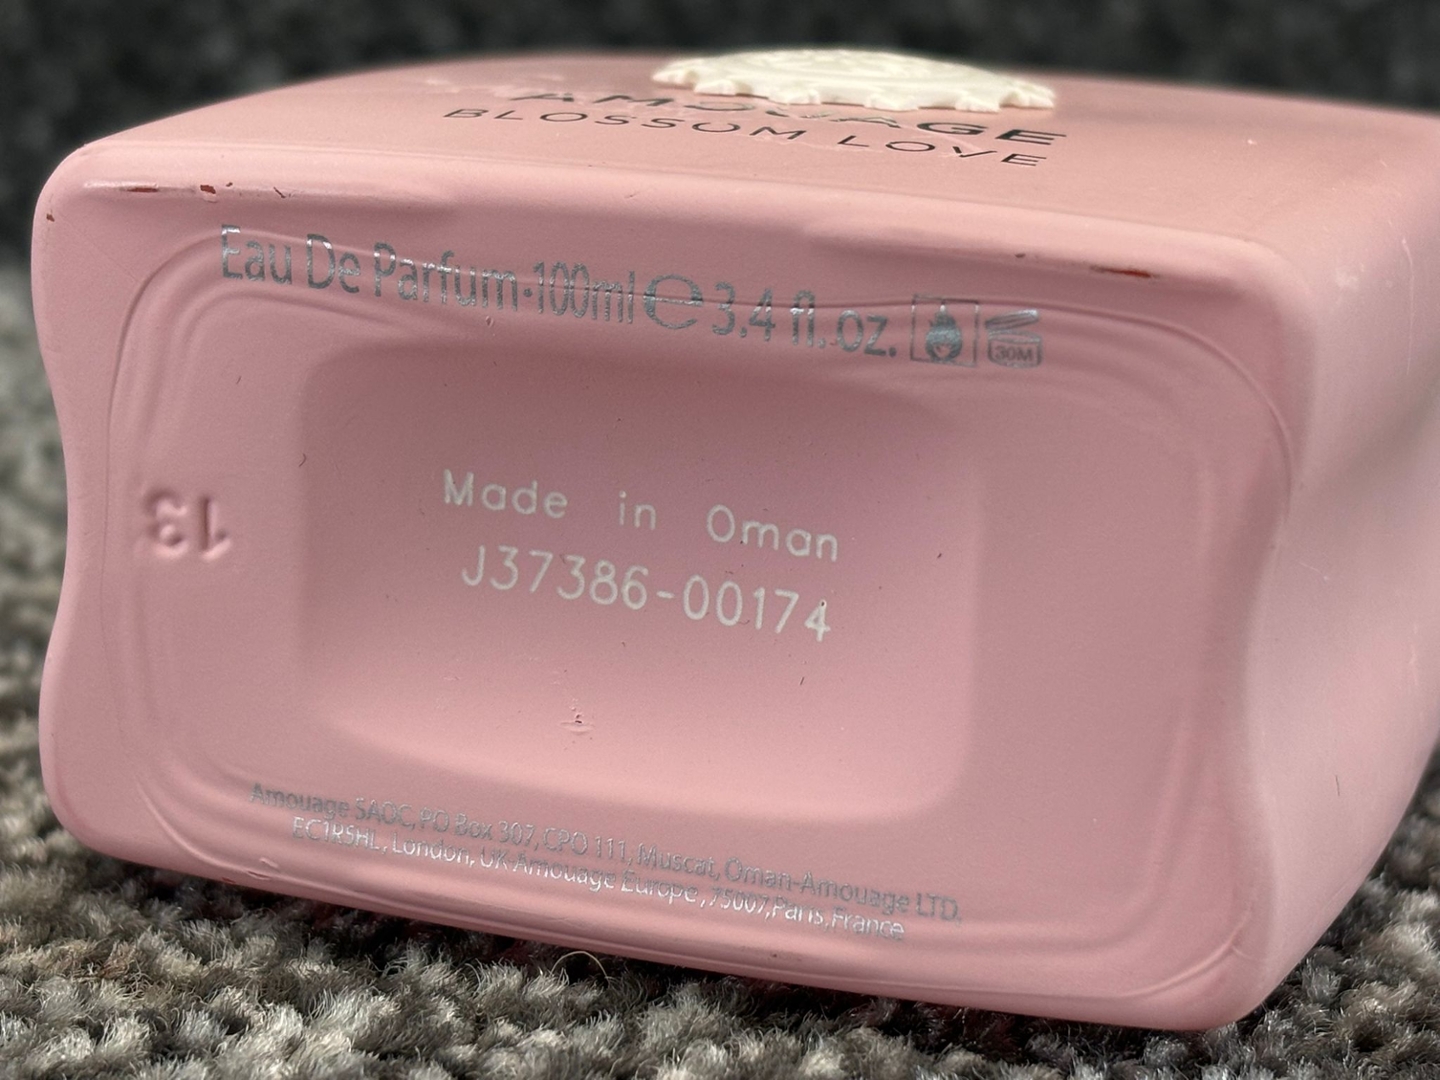 AMOUAGE
BLOSSOM LOVE
Eau De Parfum·100ml ℮ 3.4 fl. oz.
30M
13
Made in Oman
J37386-00174
Amouage SAOC, PO Box 307, CPO 111, Muscat, Oman-Amouage LTD.
EC1R5HL, London, UK-Amouage Europe ,75007,Paris,France